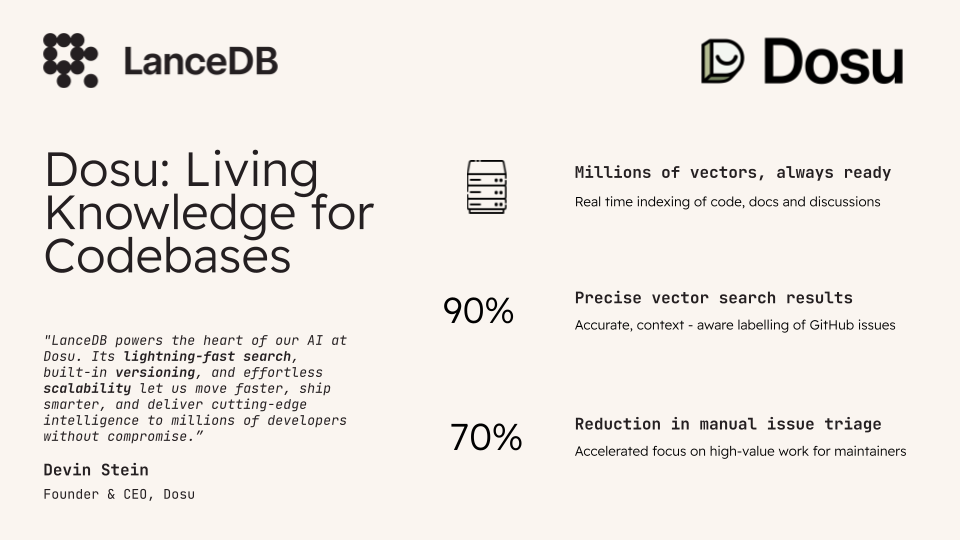 LanceDB
Dosu
Dosu: Living
Knowledge for
Codebases
"LanceDB powers the heart of our AI at
Dosu. Its lightning-fast search,
built-in versioning, and effortless
scalability let us move faster, ship
smarter, and deliver cutting-edge
intelligence to millions of developers
without compromise.”
Devin Stein
Founder & CEO, Dosu
Millions of vectors, always ready
Real time indexing of code, docs and discussions
90%
Precise vector search results
Accurate, context - aware labelling of GitHub issues
70%
Reduction in manual issue triage
Accelerated focus on high-value work for maintainers